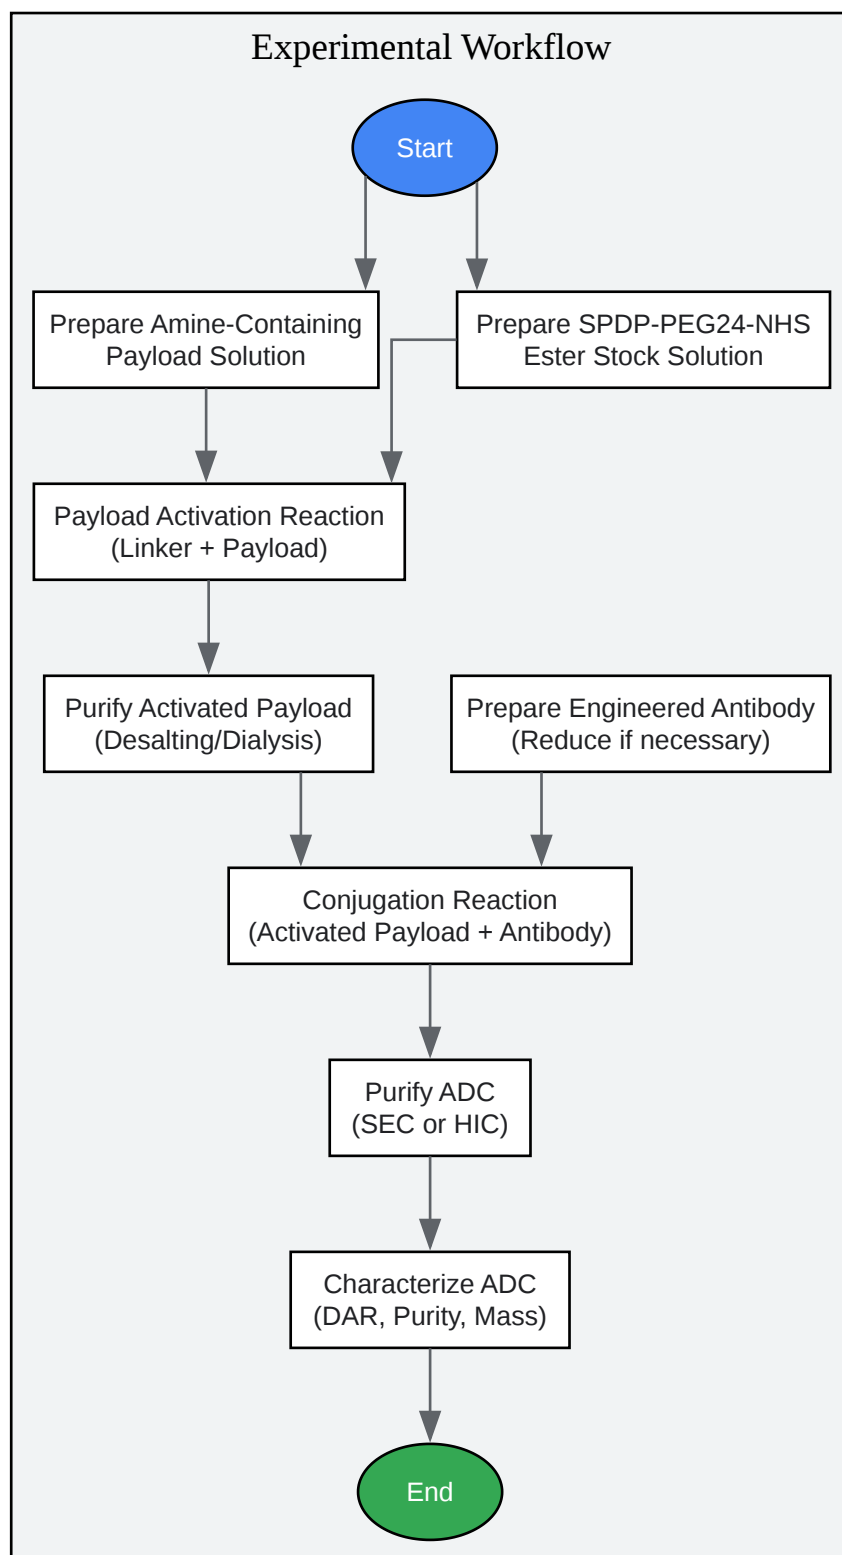 Experimental Workflow
Start
Prepare Amine-Containing
Payload Solution
Prepare SPDP-PEG24-NHS
Ester Stock Solution
Payload Activation Reaction
(Linker + Payload)
Purify Activated Payload
(Desalting/Dialysis)
Prepare Engineered Antibody
(Reduce if necessary)
Conjugation Reaction
(Activated Payload + Antibody)
Purify ADC
(SEC or HIC)
Characterize ADC
(DAR, Purity, Mass)
End